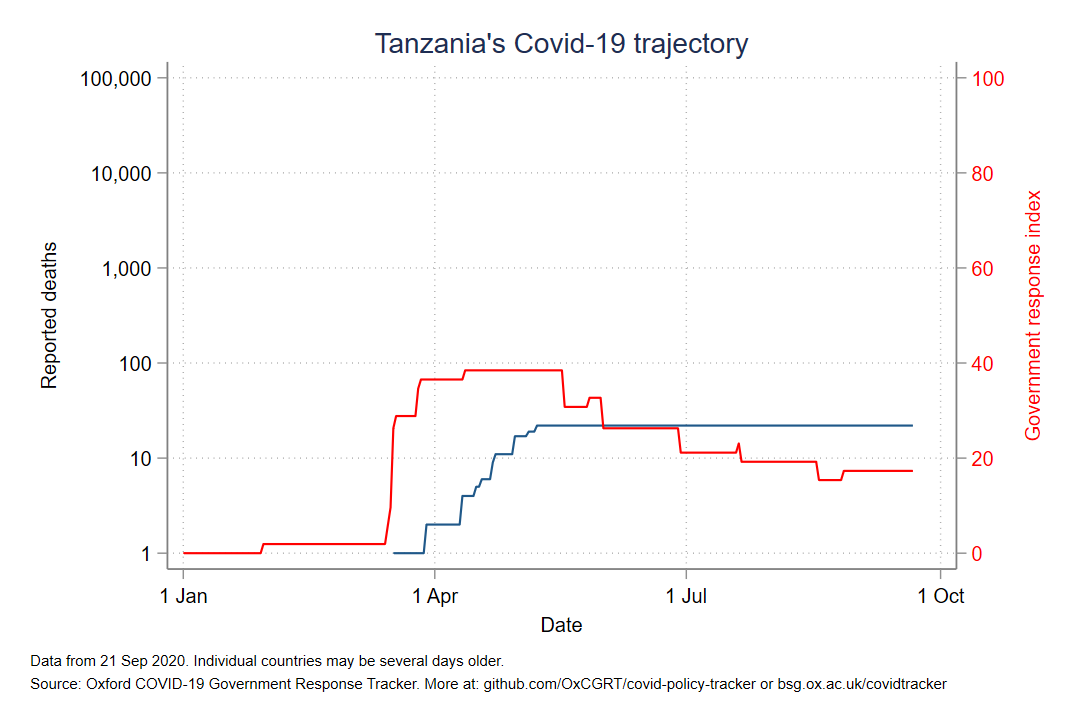 Tanzania's Covid-19 trajectory
100,000
10,000
1,000
100
10
1
Reported deaths
100
80
60
40
20
0
Government response index
1 Jan
1 Apr
1 Jul
1 Oct
Date
Data from 21 Sep 2020. Individual countries may be several days older.
Source: Oxford COVID-19 Government Response Tracker. More at: github.com/OxCGRT/covid-policy-tracker or bsg.ox.ac.uk/covidtracker